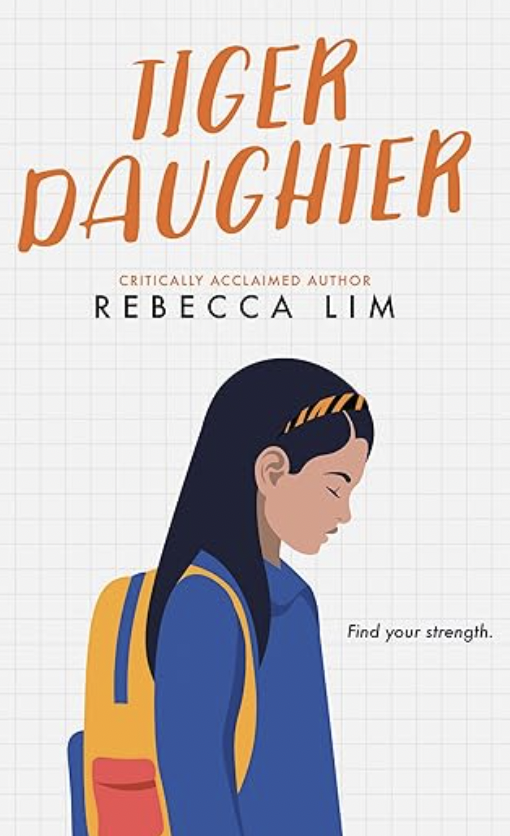 TIGER
DAUGHTER
CRITICALLY ACCLAIMED AUTHOR
REBECCA LIM
Find your strength.